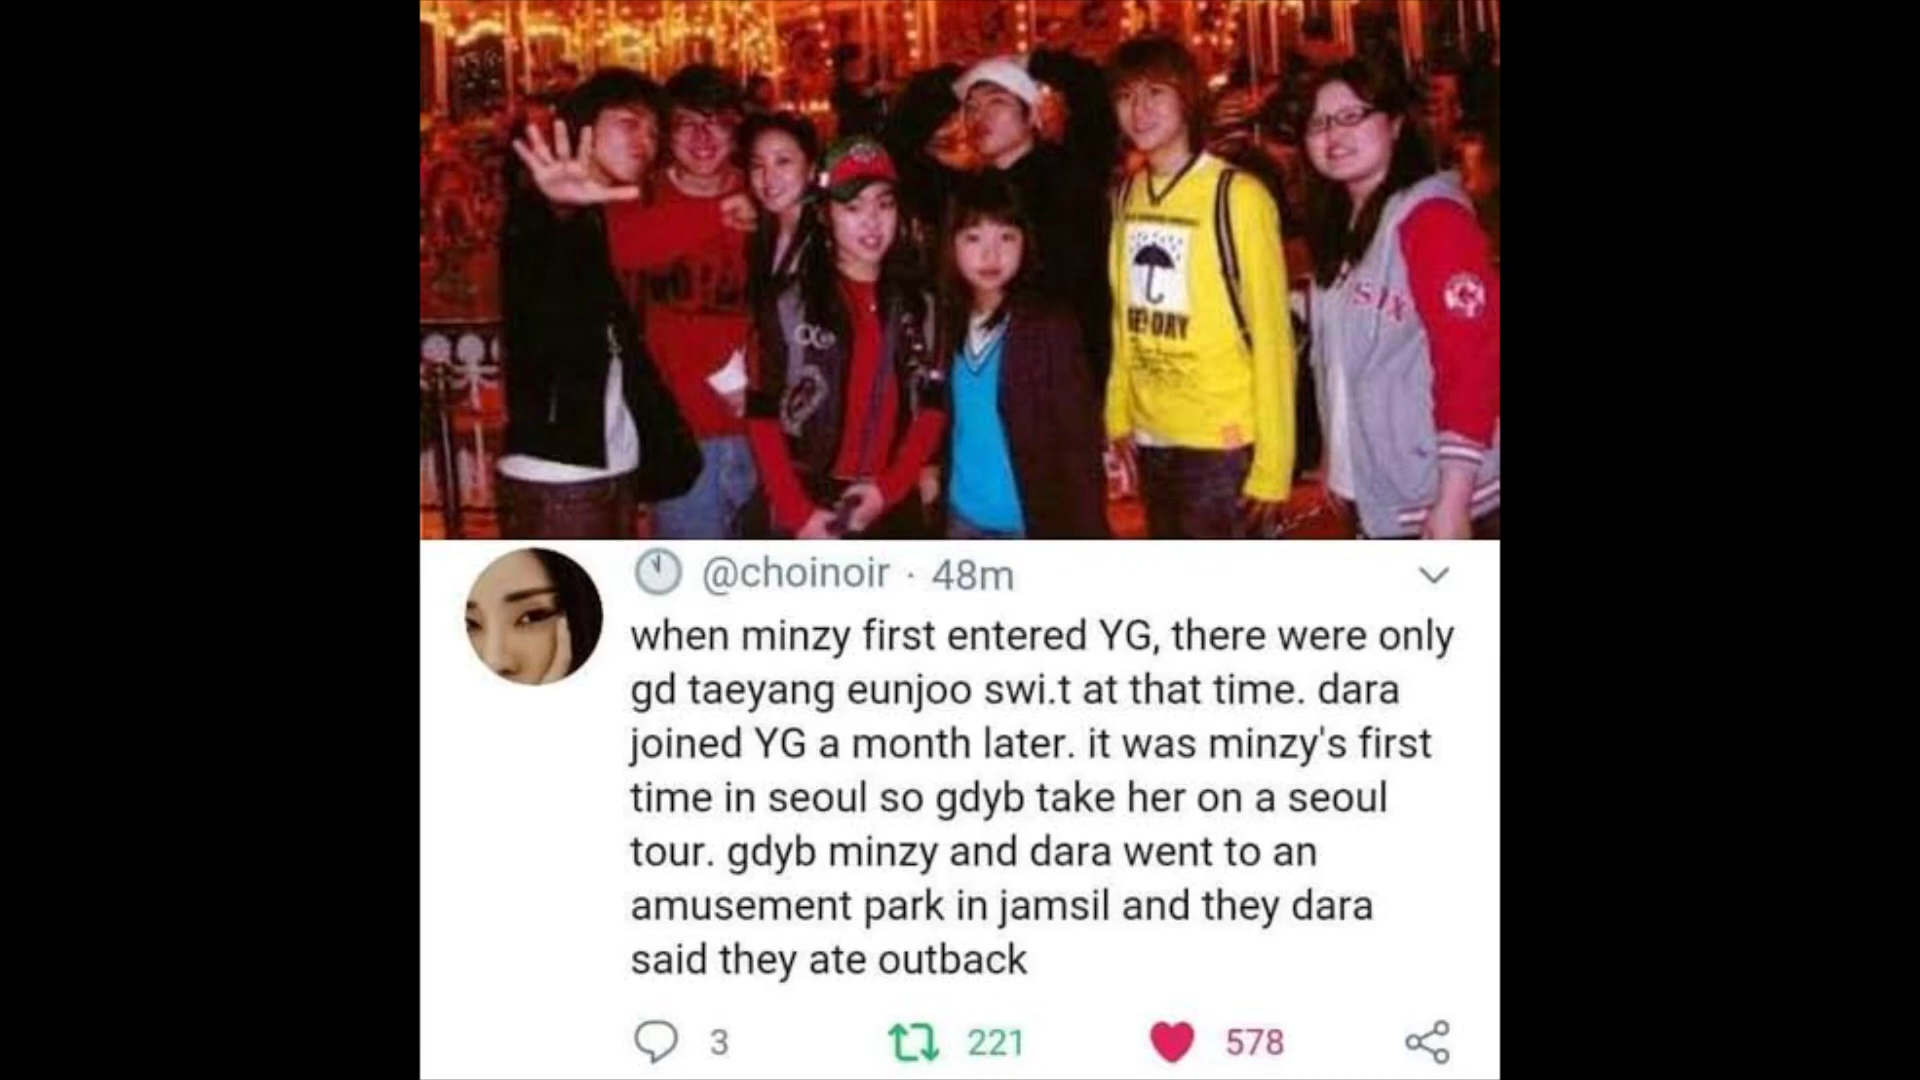 SIX
@choinoir · 48m
when minzy first entered YG, there were only
gd taeyang eunjoo swi.t at that time. dara
joined YG a month later. it was minzy's first
time in seoul so gdyb take her on a seoul
tour. gdyb minzy and dara went to an
amusement park in jamsil and they dara
said they ate outback
3 221 578